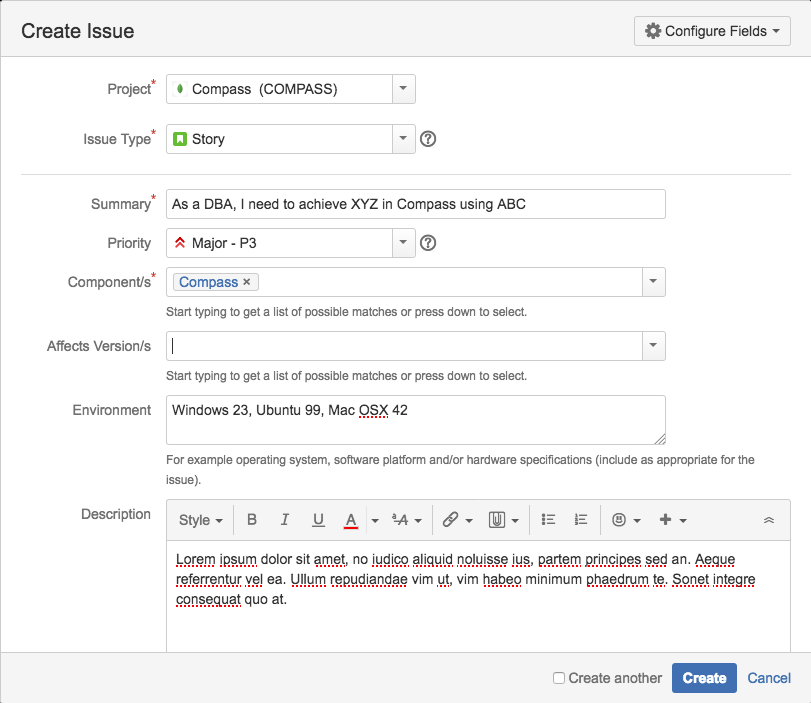 Create Issue
Configure Fields
Project*
Compass (COMPASS)
Issue Type*
Story
?
Summary*
As a DBA, I need to achieve XYZ in Compass using ABC
Priority
Major - P3
?
Component/s*
Compass ×
Start typing to get a list of possible matches or press down to select.
Affects Version/s
Start typing to get a list of possible matches or press down to select.
Environment
Windows 23, Ubuntu 99, Mac OSX 42
For example operating system, software platform and/or hardware specifications (include as appropriate for the
issue).
Description
Style B I U A ªA
Lorem ipsum dolor sit amet, no iudico aliquid noluisse ius, partem principes sed an. Aeque
referrentur vel ea. Ullum repudiandae vim ut, vim habeo minimum phaedrum te. Sonet integre
consequat quo at.
Create another
Create
Cancel